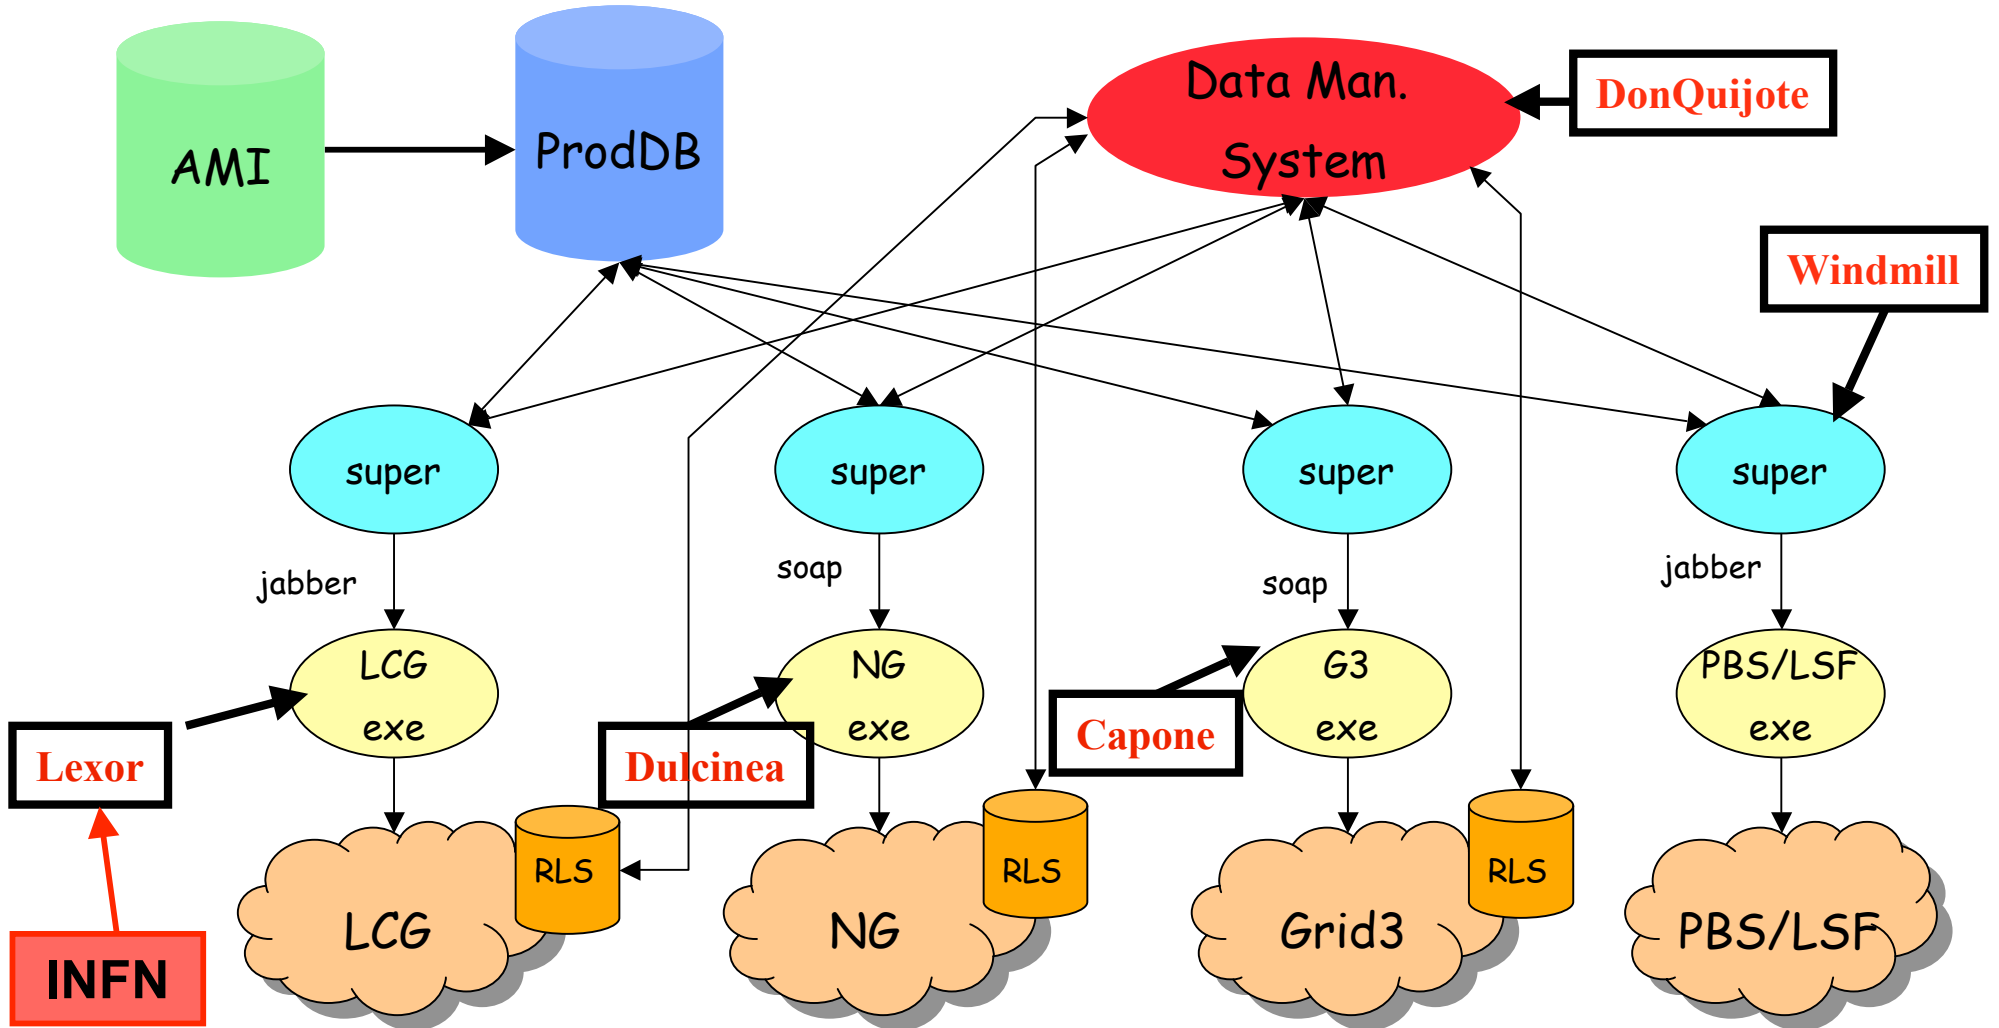 AMI
ProdDB
Data Man.
System
DonQuijote
Windmill
super
super
super
super
jabber
soap
soap
jabber
LCG
exe
NG
exe
G3
exe
PBS/LSF
exe
Lexor
Dulcinea
Capone
RLS
RLS
RLS
LCG
NG
Grid3
PBS/LSF
INFN